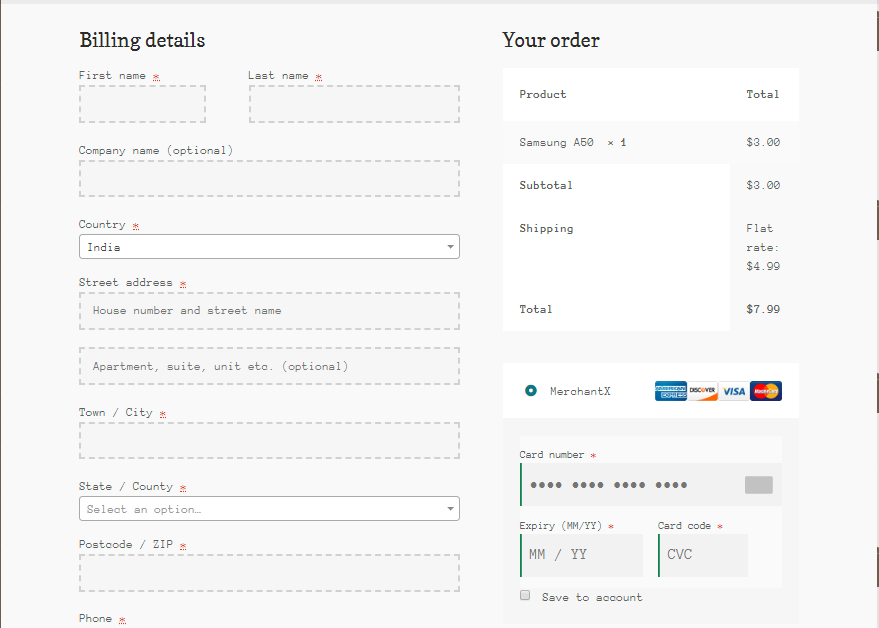 Billing details
First name *
Last name *
Company name (optional)
Country *
India
Street address *
House number and street name
Apartment, suite, unit etc. (optional)
Town / City *
State / County *
Select an option…
Postcode / ZIP *
Phone *
Your order
Product Total
Samsung A50 × 1 $3.00
Subtotal $3.00
Shipping Flat
rate:
$4.99
Total $7.99
MerchantX AMERICAN EXPRESS DISCOVER VISA MasterCard
Card number *
•••• •••• •••• ••••
Expiry (MM/YY) * Card code *
MM / YY CVC
Save to account